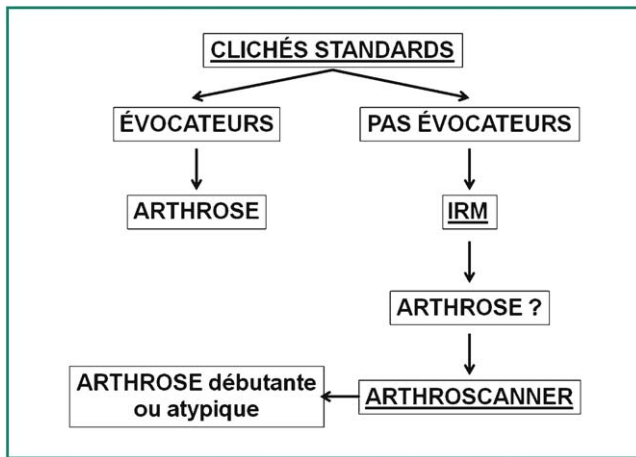 CLICHÉS STANDARDS
ÉVOCATEURS
PAS ÉVOCATEURS
ARTHROSE
IRM
ARTHROSE ?
ARTHROSE débutante
ou atypique
ARTHROSCANNER